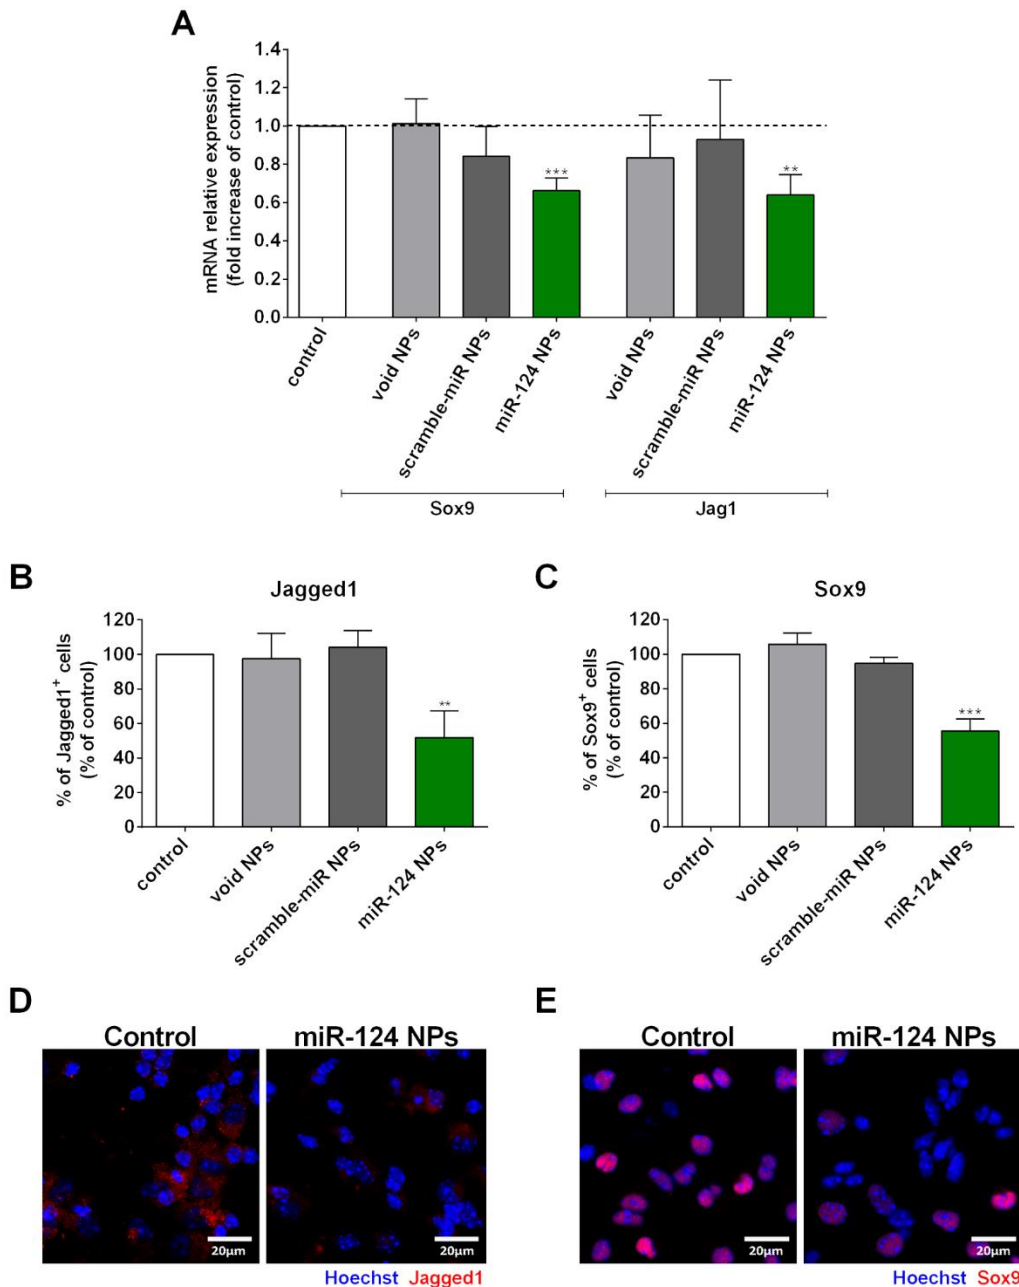 A
mRNA relative expression
(fold increase of control)
1.4
1.2
1.0
0.8
0.6
0.4
0.2
0.0
***
**
control
void NPs
scramble-miR NPs
miR-124 NPs
void NPs
scramble-miR NPs
miR-124 NPs
Sox9
Jag1
B
Jagged1
% of Jagged1+ cells
(% of control)
120
100
80
60
40
20
0
**
control
void NPs
scramble-miR NPs
miR-124 NPs
C
Sox9
% of Sox9+ cells
(% of control)
120
100
80
60
40
20
0
***
control
void NPs
scramble-miR NPs
miR-124 NPs
D
Control
miR-124 NPs
20μm
20μm
Hoechst Jagged1
E
Control
miR-124 NPs
20μm
20μm
Hoechst Sox9